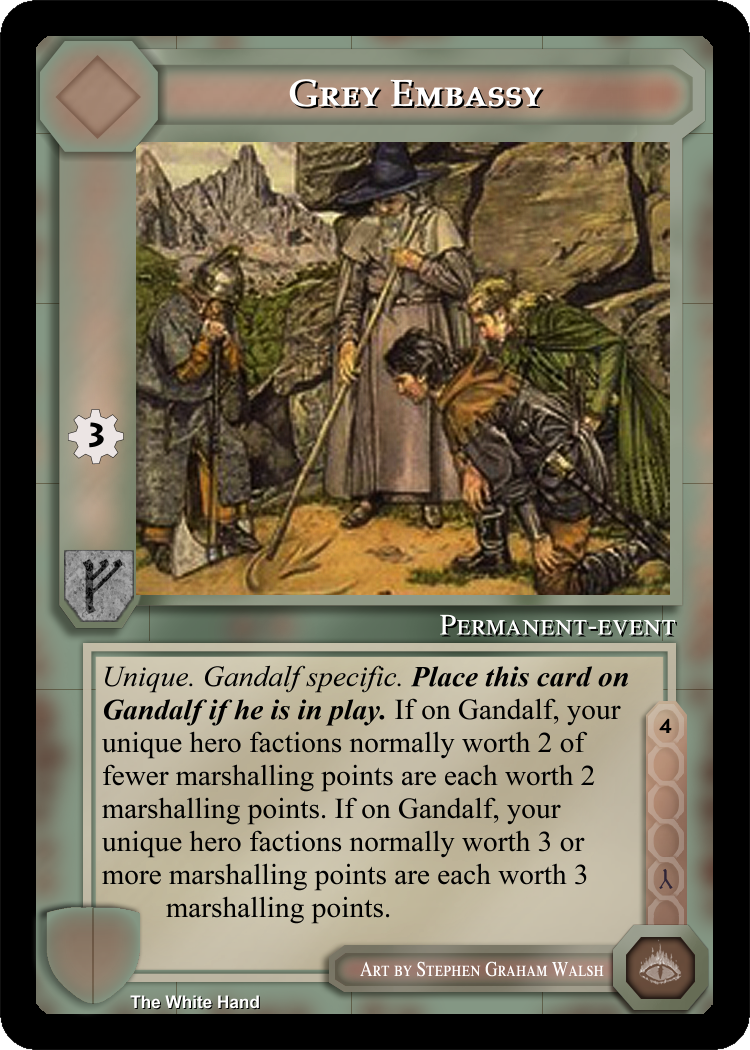 Grey Embassy
3
Permanent-event
Unique. Gandalf specific. Place this card on
Gandalf if he is in play. If on Gandalf, your
unique hero factions normally worth 2 of
fewer marshalling points are each worth 2
marshalling points. If on Gandalf, your
unique hero factions normally worth 3 or
more marshalling points are each worth 3
marshalling points.
4
Art by Stephen Graham Walsh
The White Hand